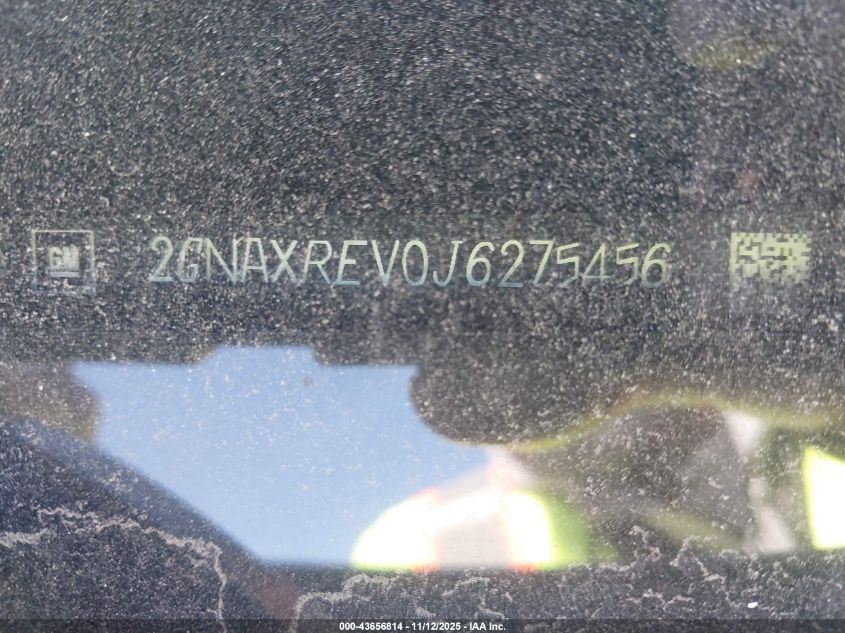 GM 2GNAXREV0J6275456
000-43656814 - 11/12/2025 - IAA Inc.